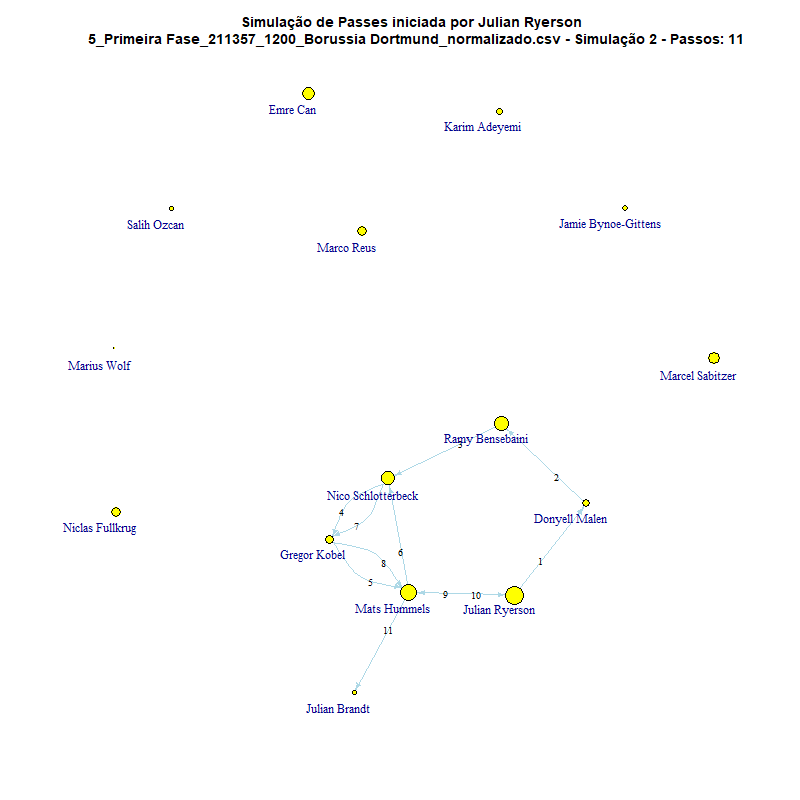 Simulação de Passes iniciada por Julian Ryerson
5_Primeira Fase_211357_1200_Borussia Dortmund_normalizado.csv - Simulação 2 - Passos: 11
Emre Can
Karim Adeyemi
Salih Ozcan
Jamie Bynoe-Gittens
Marco Reus
Marius Wolf
Marcel Sabitzer
Ramy Bensebaini
3
2
Nico Schlotterbeck
4
7
Niclas Fullkrug
Donyell Malen
Gregor Kobel
6
8
1
5
9
10
Mats Hummels
Julian Ryerson
11
Julian Brandt